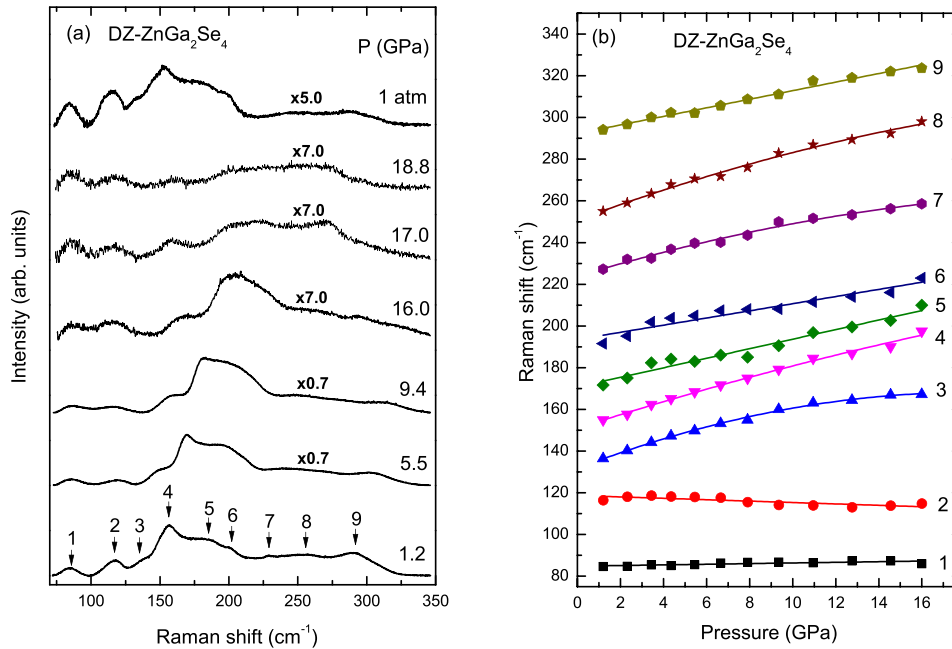 (a)
DZ-ZnGa2Se4
P (GPa)
x5.0
1 atm
x7.0
18.8
x7.0
17.0
x7.0
16.0
x0.7
9.4
x0.7
5.5
1 2 3 4 5 6 7 8 9
1.2
100 150 200 250 300 350
Raman shift (cm-1)
Intensity (arb. units)
(b)
DZ-ZnGa2Se4
340
320
300
280
260
240
220
200
180
160
140
120
100
80
9
8
7
6
5
4
3
2
1
0 2 4 6 8 10 12 14 16
Pressure (GPa)
Raman shift (cm-1)